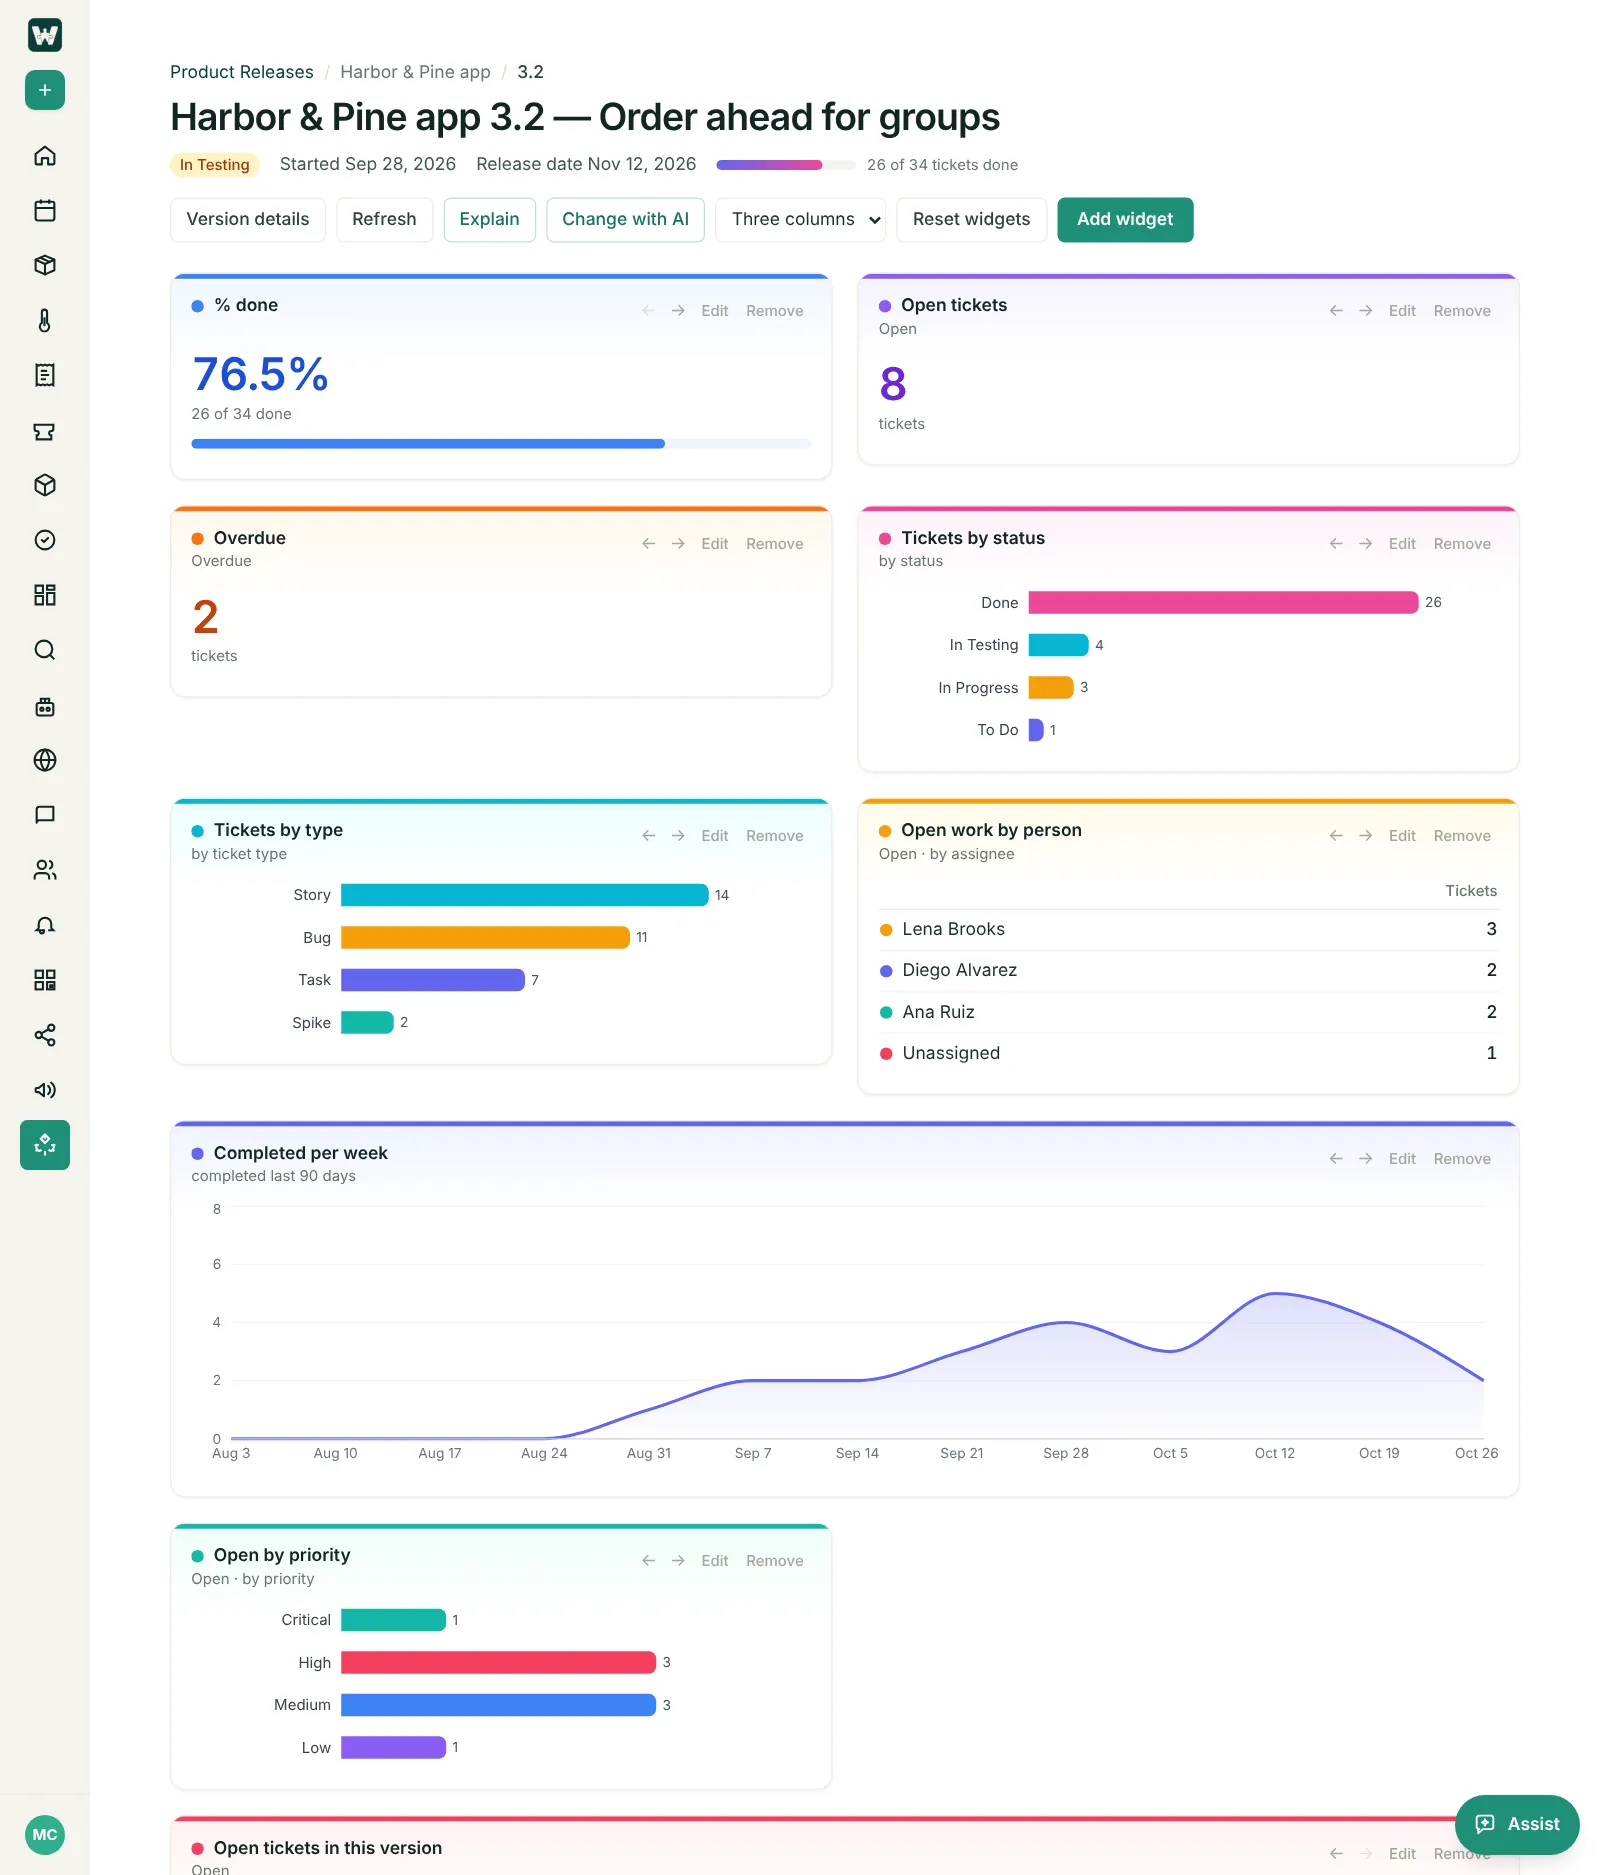 W
Product Releases / Harbor & Pine app / 3.2
Harbor & Pine app 3.2 — Order ahead for groups
In Testing Started Sep 28, 2026 Release date Nov 12, 2026 26 of 34 tickets done
Version details Refresh Explain Change with AI Three columns Reset widgets Add widget
% done ← → Edit Remove
76.5%
26 of 34 done
Open tickets ← → Edit Remove
Open
8
tickets
Overdue ← → Edit Remove
Overdue
2
tickets
Tickets by status ← → Edit Remove
by status
Done 26
In Testing 4
In Progress 3
To Do 1
Tickets by type ← → Edit Remove
by ticket type
Story 14
Bug 11
Task 7
Spike 2
Open work by person ← → Edit Remove
Open · by assignee
Tickets
Lena Brooks 3
Diego Alvarez 2
Ana Ruiz 2
Unassigned 1
Completed per week ← → Edit Remove
completed last 90 days
8
6
4
2
0
Aug 3 Aug 10 Aug 17 Aug 24 Aug 31 Sep 7 Sep 14 Sep 21 Sep 28 Oct 5 Oct 12 Oct 19 Oct 26
Open by priority ← → Edit Remove
Open · by priority
Critical 1
High 3
Medium 3
Low 1
Open tickets in this version ← → Edit Remove
Open
Assist
MC